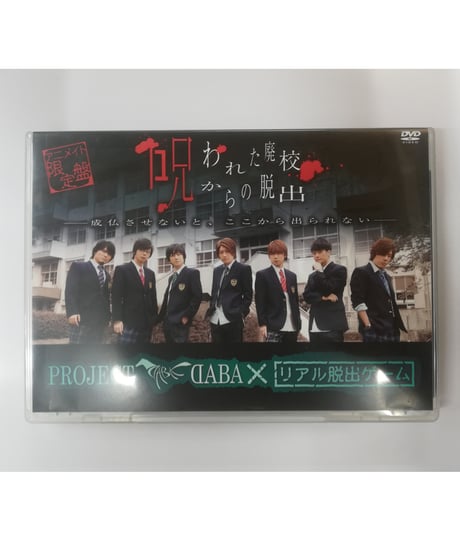 アニメイト
限定盤
DVD
VIDEO
呪われた廃校
からの脱出
成仏させないと、ここから出られない
PROJECT DABA×リアル脱出ゲーム